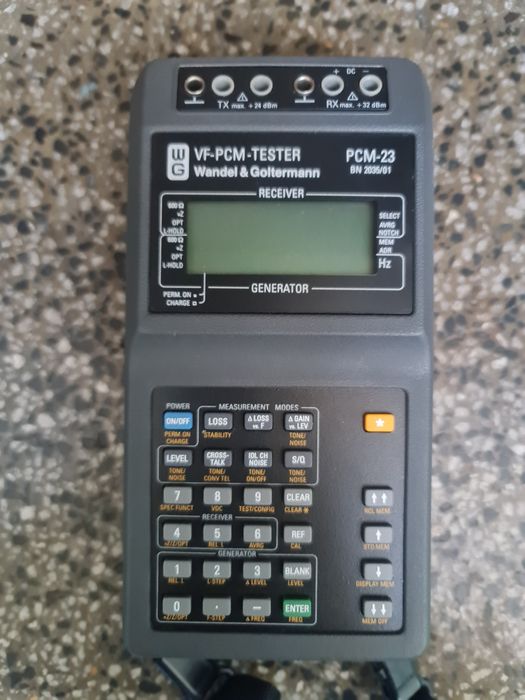 + DC −
TX max. +24 dBm RX max. +32 dBm
WG VF-PCM-TESTER PCM-23
Wandel & Goltermann BN 2035/01
RECEIVER
600 Ω SELECT
vZ AVRG
OPT NOTCH
L-HOLD MEM
600 Ω ADR
vZ Hz
OPT
L-HOLD
PERM. ON
CHARGE
GENERATOR
POWER MEASUREMENT MODES
ON/OFF LOSS Δ LOSS vs. F Δ GAIN vs. LEV ★
PERM. ON CHARGE STABILITY TONE/NOISE
LEVEL CROSS-TALK IDL CH NOISE S/Q
TONE/NOISE TONE/CONV TEL TONE/ON/OFF TONE/NOISE
7 8 9 CLEAR ↑↑
SPEC FUNCT VDC TEST/CONFIG CLEAR ★ RCL MEM
RECEIVER
4 5 6 REF ↑
REL L AVRG CAL STO MEM
GENERATOR
1 2 3 BLANK ↓
REL L L-STEP Δ LEVEL LEVEL DISPLAY MEM
0 . − ENTER ↓↓
F-STEP Δ FREQ FREQ MEM OFF